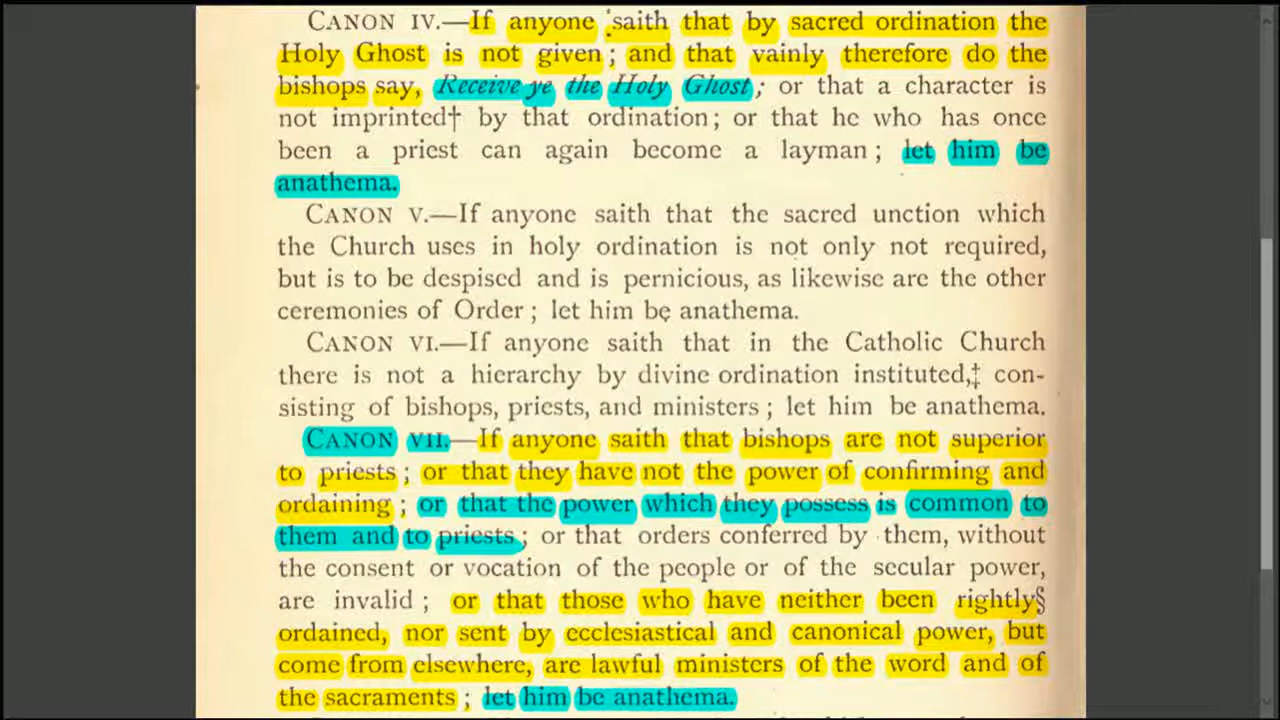 CANON IV.—If anyone saith that by sacred ordination the
Holy Ghost is not given ; and that vainly therefore do the
bishops say, Receive ye the Holy Ghost; or that a character is
not imprinted† by that ordination; or that he who has once
been a priest can again become a layman ; let him be
anathema.
CANON V.—If anyone saith that the sacred unction which
the Church uses in holy ordination is not only not required,
but is to be despised and is pernicious, as likewise are the other
ceremonies of Order ; let him be anathema.
CANON VI.—If anyone saith that in the Catholic Church
there is not a hierarchy by divine ordination instituted,‡ con-
sisting of bishops, priests, and ministers ; let him be anathema.
CANON VII.—If anyone saith that bishops are not superior
to priests ; or that they have not the power of confirming and
ordaining ; or that the power which they possess is common to
them and to priests ; or that orders conferred by them, without
the consent or vocation of the people or of the secular power,
are invalid ; or that those who have neither been rightly§
ordained, nor sent by ecclesiastical and canonical power, but
come from elsewhere, are lawful ministers of the word and of
the sacraments ; let him be anathema.